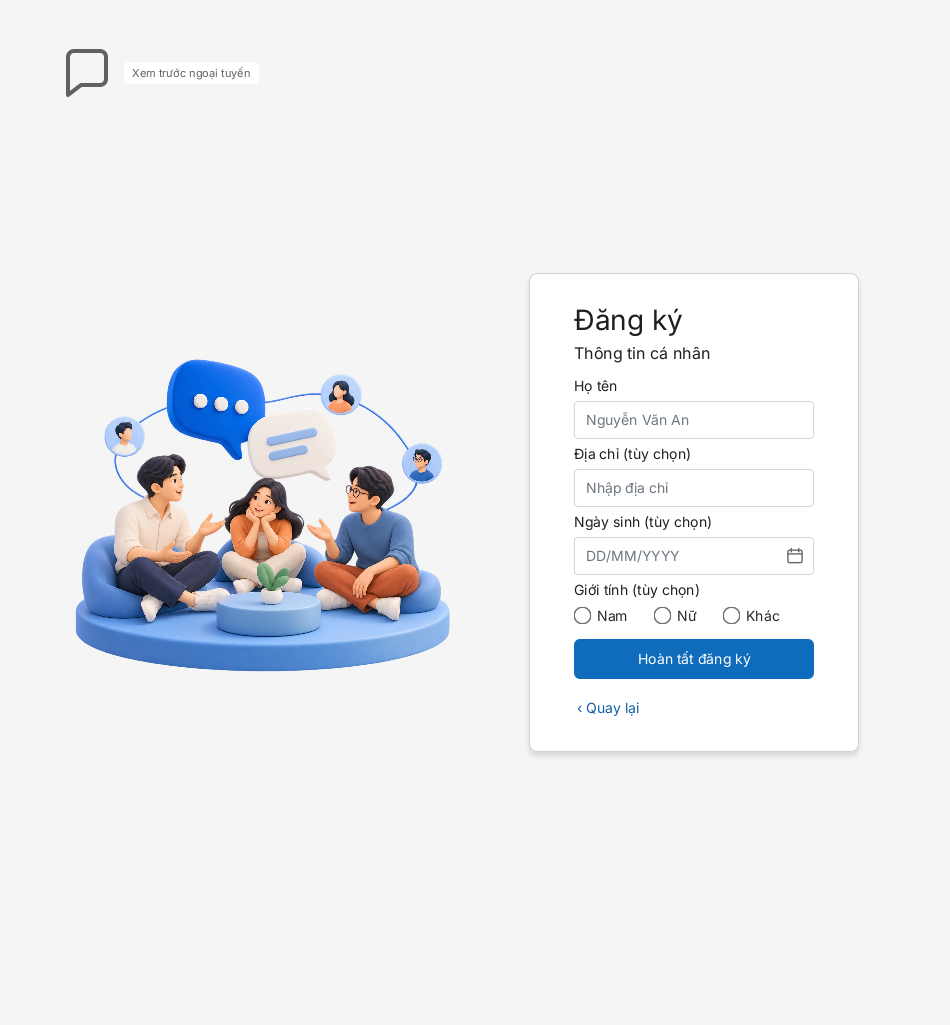 Xem trước ngoại tuyến
Đăng ký
Thông tin cá nhân
Họ tên
Nguyễn Văn An
Địa chỉ (tùy chọn)
Nhập địa chỉ
Ngày sinh (tùy chọn)
DD/MM/YYYY
Giới tính (tùy chọn)
Nam Nữ Khác
Hoàn tất đăng ký
‹ Quay lại